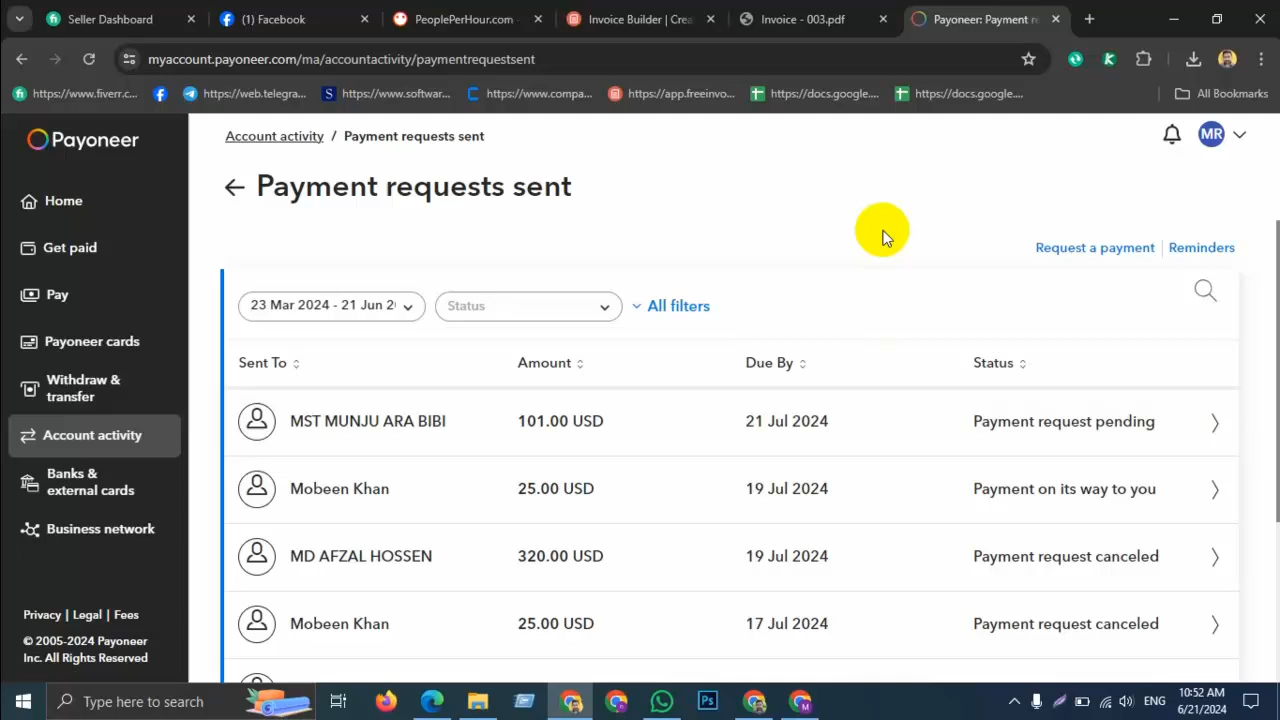 Seller Dashboard
(1) Facebook
PeoplePerHour.com -
Invoice Builder | Crea
Invoice - 003.pdf
Payoneer: Payment re
myaccount.payoneer.com/ma/accountactivity/paymentrequestsent
https://www.fiverr.c...
https://web.telegra...
https://www.softwar...
https://www.compa...
https://app.freeinvo...
https://docs.google....
https://docs.google....
All Bookmarks
Payoneer
Home
Get paid
Pay
Payoneer cards
Withdraw &
transfer
Account activity
Banks &
external cards
Business network
Privacy | Legal | Fees
© 2005-2024 Payoneer
Inc. All Rights Reserved
Account activity / Payment requests sent
MR
Payment requests sent
Request a payment | Reminders
23 Mar 2024 - 21 Jun 20
Status
All filters
Sent To Amount Due By Status
MST MUNJU ARA BIBI 101.00 USD 21 Jul 2024 Payment request pending
Mobeen Khan 25.00 USD 19 Jul 2024 Payment on its way to you
MD AFZAL HOSSEN 320.00 USD 19 Jul 2024 Payment request canceled
Mobeen Khan 25.00 USD 17 Jul 2024 Payment request canceled
Type here to search
Ps
ENG
10:52 AM
6/21/2024